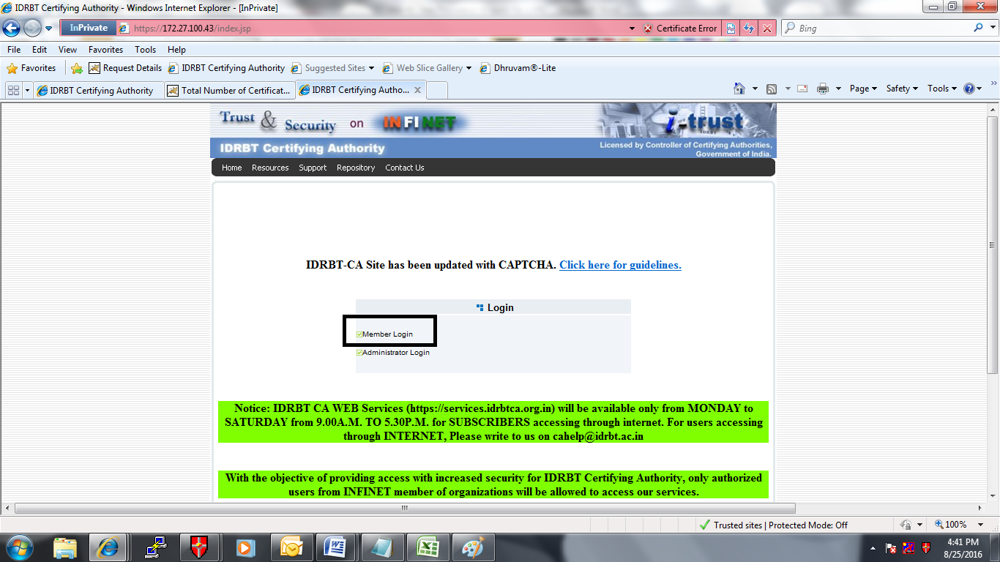 IDRBT Certifying Authority - Windows Internet Explorer - [InPrivate]
InPrivate https://172.27.100.43/index.jsp Certificate Error Bing
File Edit View Favorites Tools Help
Favorites Request Details IDRBT Certifying Authority Suggested Sites Web Slice Gallery Dhruvam®-Lite
IDRBT Certifying Authority Total Number of Certificat... IDRBT Certifying Autho... Page Safety Tools
Trust & Security on INFINET i-trust
IDRBT Certifying Authority
Licensed by Controller of Certifying Authorities,
Government of India.
Home Resources Support Repository Contact Us
IDRBT-CA Site has been updated with CAPTCHA. Click here for guidelines.
Login
Member Login
Administrator Login
Notice: IDRBT CA WEB Services (https://services.idrbtca.org.in) will be available only from MONDAY to
SATURDAY from 9.00A.M. TO 5.30P.M. for SUBSCRIBERS accessing through internet. For users accessing
through INTERNET, Please write to us on cahelp@idrbt.ac.in
With the objective of providing access with increased security for IDRBT Certifying Authority, only authorized
users from INFINET member of organizations will be allowed to access our services.
Trusted sites | Protected Mode: Off 100%
4:41 PM
8/25/2016